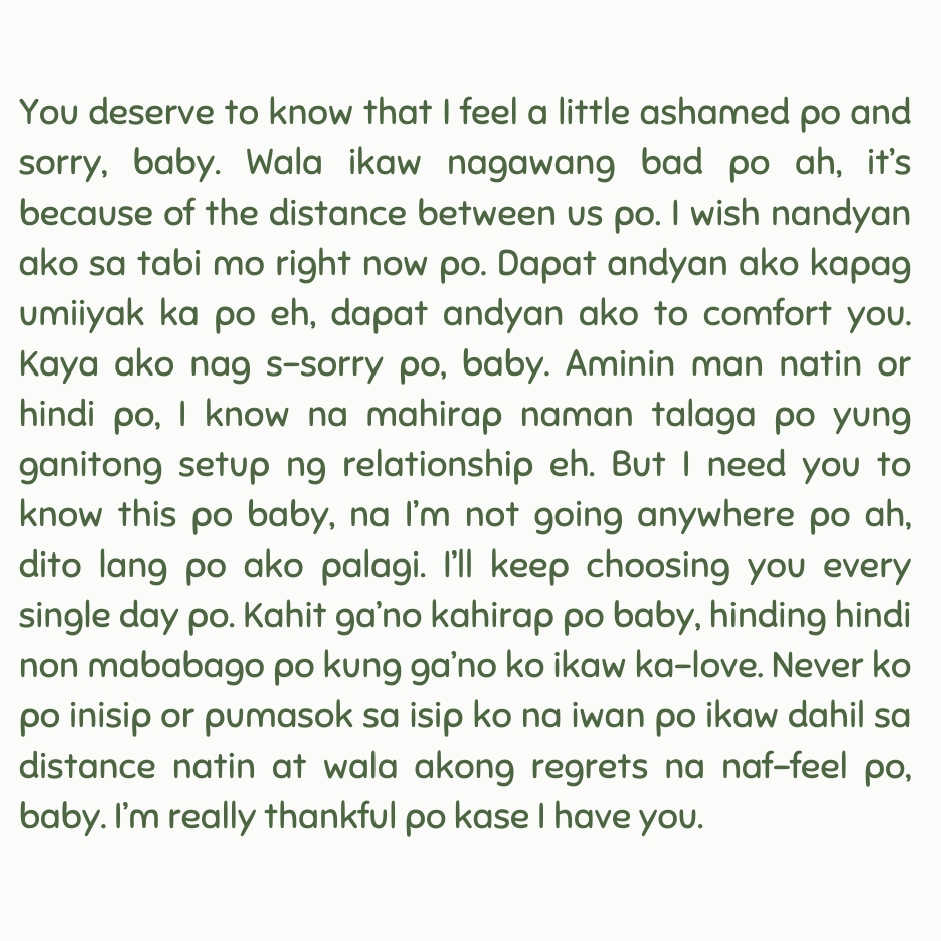 You deserve to know that I feel a little ashamed po and
sorry, baby. Wala ikaw nagawang bad po ah, it’s
because of the distance between us po. I wish nandyan
ako sa tabi mo right now po. Dapat andyan ako kapag
umiiyak ka po eh, dapat andyan ako to comfort you.
Kaya ako nag s-sorry po, baby. Aminin man natin or
hindi po, I know na mahirap naman talaga po yung
ganitong setup ng relationship eh. But I need you to
know this po baby, na I’m not going anywhere po ah,
dito lang po ako palagi. I’ll keep choosing you every
single day po. Kahit ga’no kahirap po baby, hinding hindi
non mababago po kung ga’no ko ikaw ka-love. Never ko
po inisip or pumasok sa isip ko na iwan po ikaw dahil sa
distance natin at wala akong regrets na naf-feel po,
baby. I’m really thankful po kase I have you.